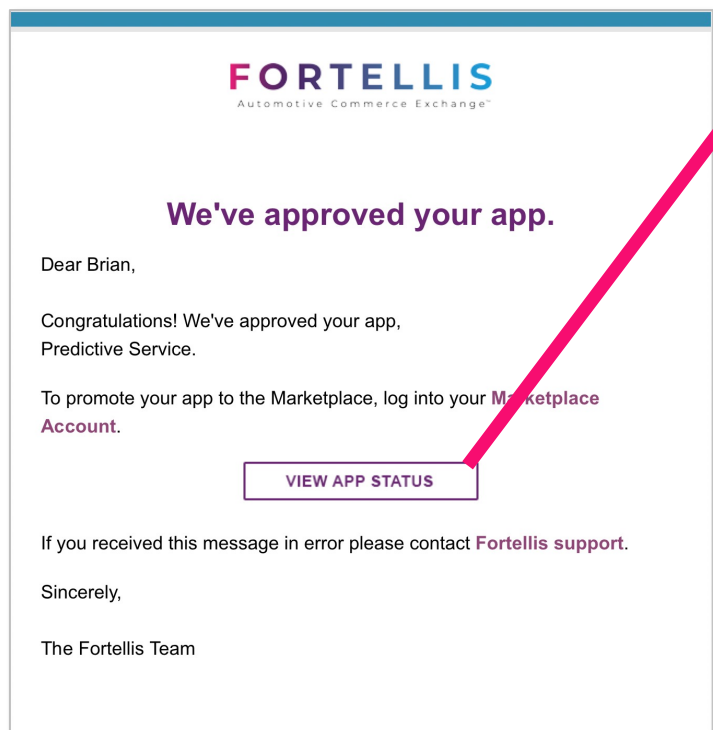 FORTELLIS
Automotive Commerce Exchange™
We've approved your app.
Dear Brian,
Congratulations! We've approved your app,
Predictive Service.
To promote your app to the Marketplace, log into your Marketplace
Account.
VIEW APP STATUS
If you received this message in error please contact Fortellis support.
Sincerely,
The Fortellis Team